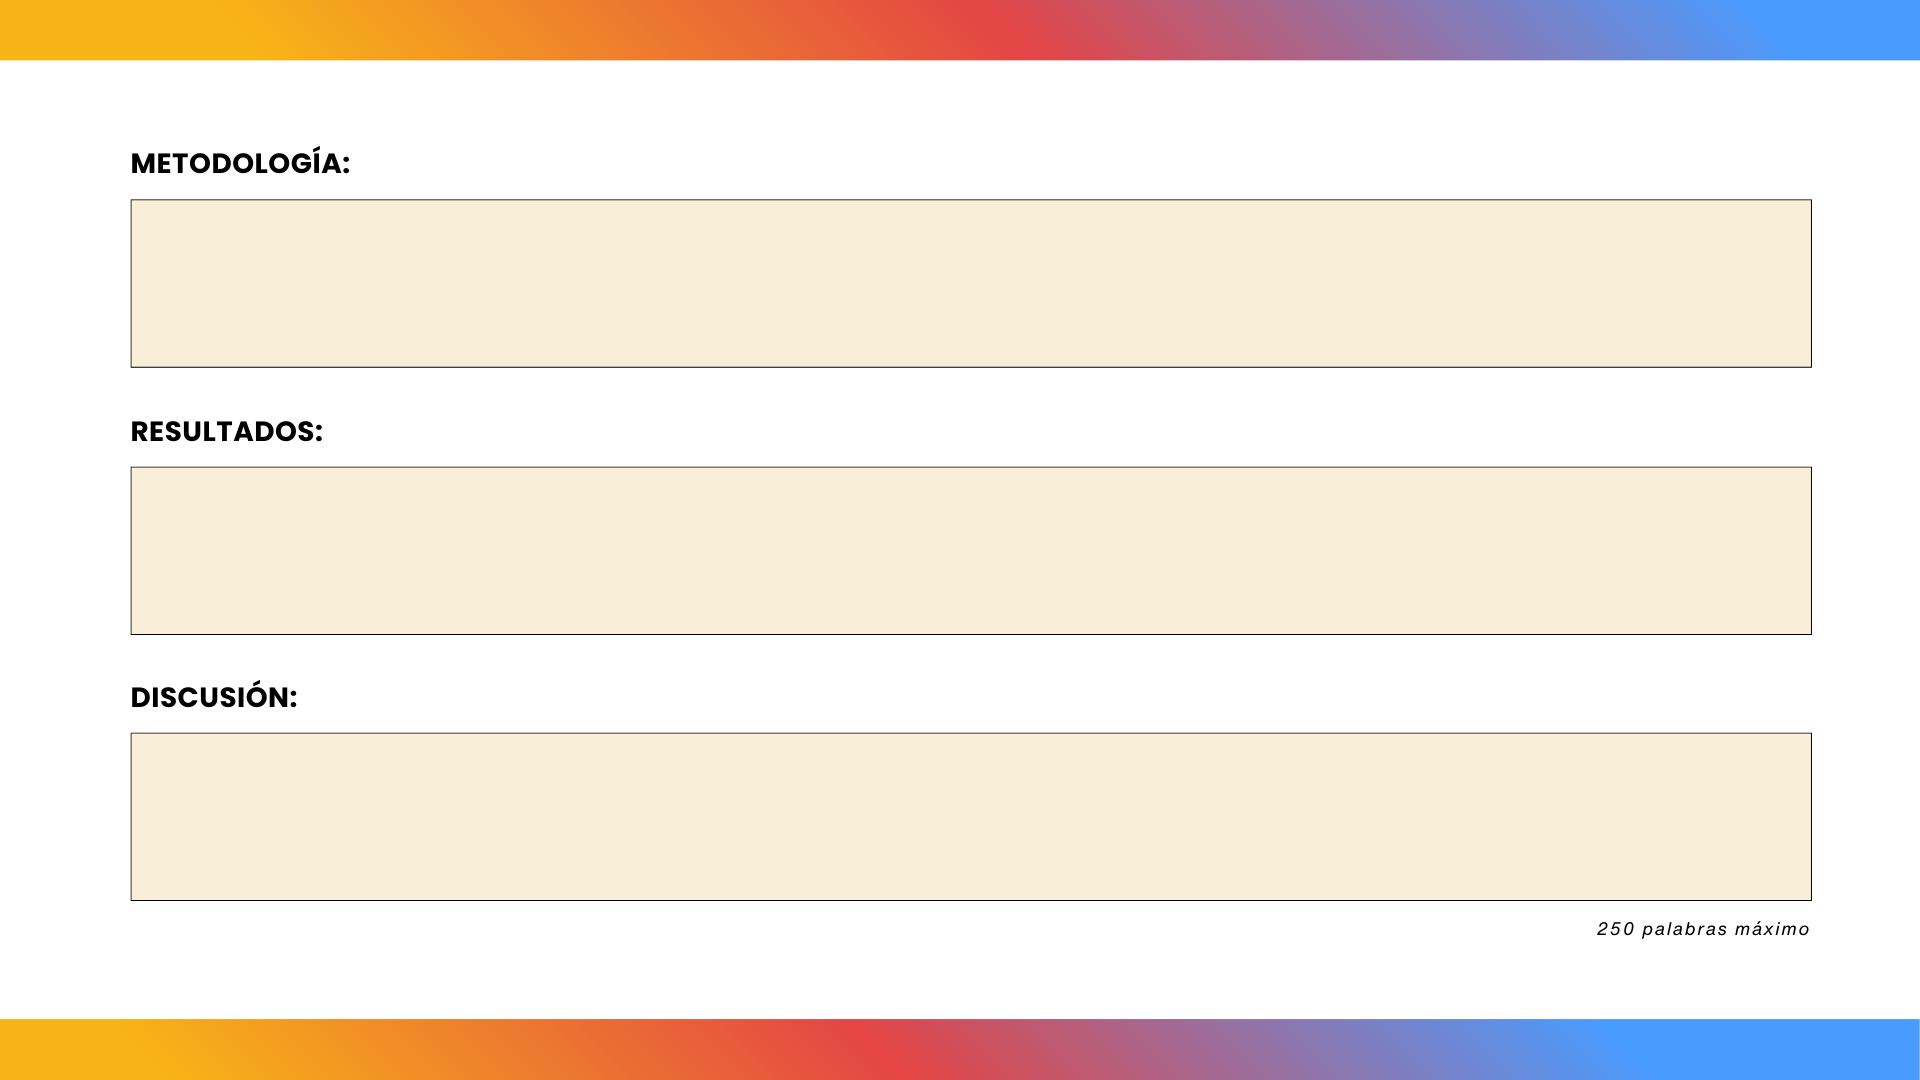 METODOLOGÍA:
RESULTADOS:
DISCUSIÓN:
250 palabras máximo